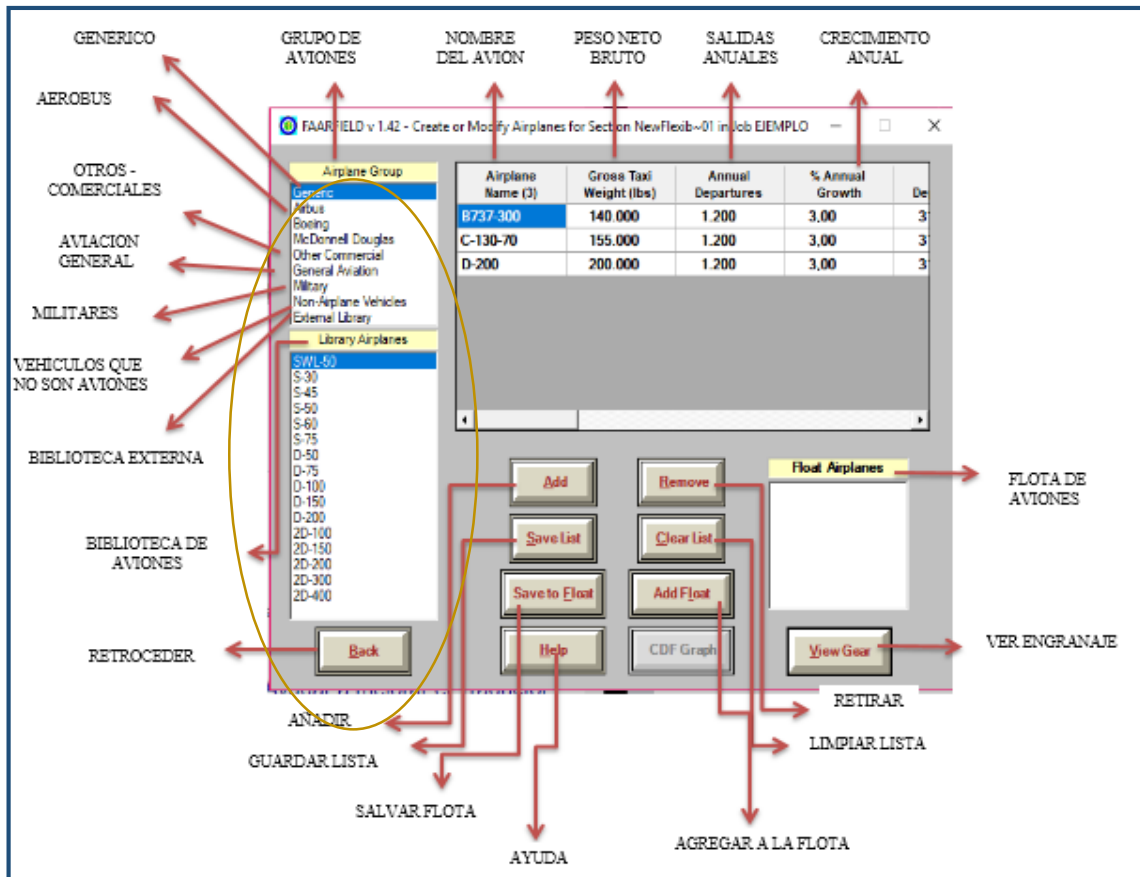 GENERICO
GRUPO DE
AVIONES
NOMBRE
DEL AVION
PESO NETO
BRUTO
SALIDAS
ANUALES
CRECIMIENTO
ANUAL
AEROBUS
OTROS -
COMERCIALES
AVIACION
GENERAL
MILITARES
VEHICULOS QUE
NO SON AVIONES
BIBLIOTECA EXTERNA
BIBLIOTECA DE
AVIONES
RETROCEDER
FAARFIELD v 1.42 - Create or Modify Airplanes for Section NewFlexib~01 in Job EJEMPLO
Airplane Group
Generic
Airbus
Boeing
McDonnell Douglas
Other Commercial
General Aviation
Military
Non-Airplane Vehicles
External Library
Library Airplanes
SWL-50
S-30
S-45
S-50
S-60
S-75
D-50
D-75
D-100
D-150
D-200
2D-100
2D-150
2D-200
2D-300
2D-400
Back
Airplane Name (3) Gross Taxi Weight (lbs) Annual Departures % Annual Growth De
B737-300 140.000 1.200 3,00 3
C-130-70 155.000 1.200 3,00 3
D-200 200.000 1.200 3,00 3
Add
Remove
Save List
Clear List
Save to Float
Add Float
Help
CDF Graph
Float Airplanes
View Gear
FLOTA DE
AVIONES
VER ENGRANAJE
RETIRAR
AÑADIR
LIMPIAR LISTA
GUARDAR LISTA
SALVAR FLOTA
AGREGAR A LA FLOTA
AYUDA